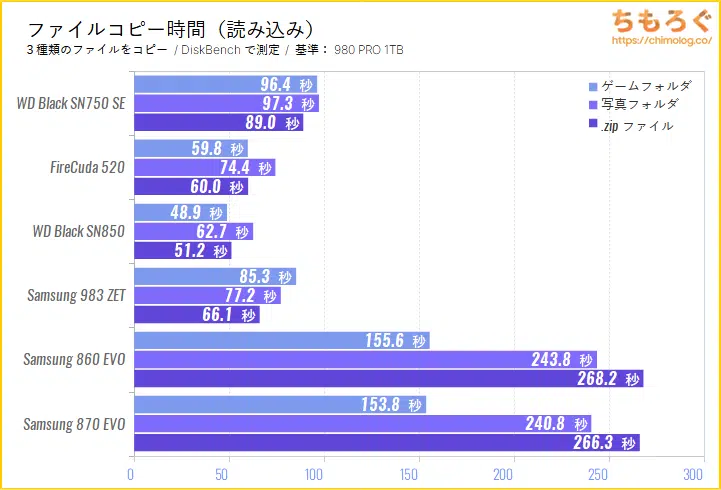 ファイルコピー時間（読み込み）
ちもろぐ
３種類のファイルをコピー / DiskBench で測定 / 基準： 980 PRO 1TB
https://chimolog.co/
ゲームフォルダ
写真フォルダ
.zip ファイル
WD Black SN750 SE
96.4 秒
97.3 秒
89.0 秒
FireCuda 520
59.8 秒
74.4 秒
60.0 秒
WD Black SN850
48.9 秒
62.7 秒
51.2 秒
Samsung 983 ZET
85.3 秒
77.2 秒
66.1 秒
Samsung 860 EVO
155.6 秒
243.8 秒
268.2 秒
Samsung 870 EVO
153.8 秒
240.8 秒
266.3 秒
0 50 100 150 200 250 300